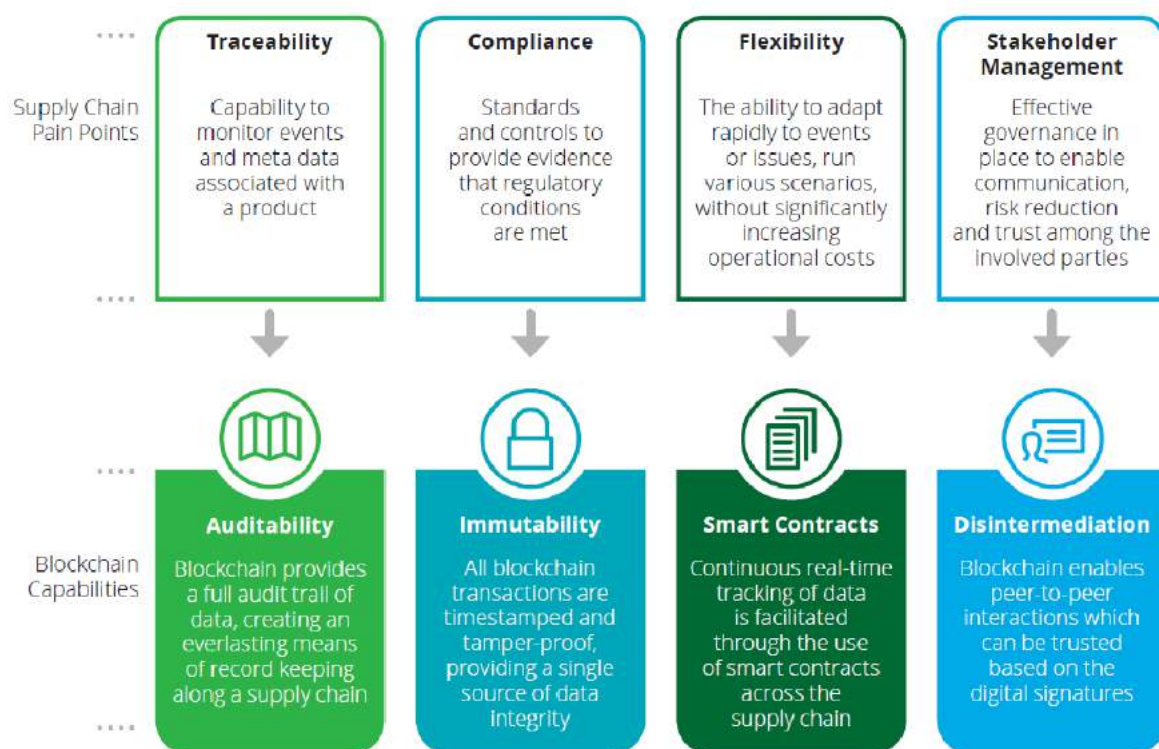 Traceability
Compliance
Flexibility
Stakeholder
Management
Supply Chain
Pain Points
Capability to
monitor events
and meta data
associated with
a product
Standards
and controls to
provide evidence
that regulatory
conditions
are met
The ability to adapt
rapidly to events
or issues, run
various scenarios,
without significantly
increasing
operational costs
Effective
governance in
place to enable
communication,
risk reduction
and trust among the
involved parties
Blockchain
Capabilities
Auditability
Blockchain provides
a full audit trail of
data, creating an
everlasting means
of record keeping
along a supply chain
Immutability
All blockchain
transactions are
timestamped and
tamper-proof,
providing a single
source of data
integrity
Smart Contracts
Continuous real-time
tracking of data
is facilitated
through the use
of smart contracts
across the
supply chain
Disintermediation
Blockchain enables
peer-to-peer
interactions which
can be trusted
based on the
digital signatures